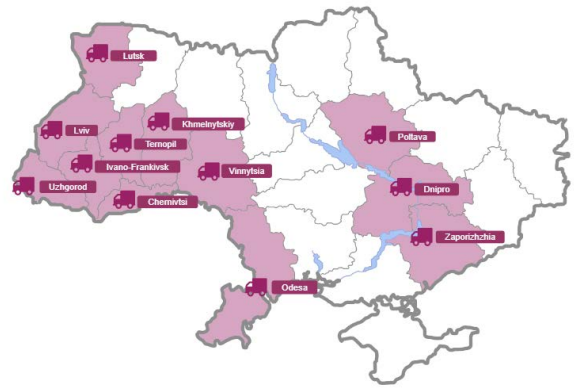 Lutsk
Khmelnytskiy
Lviv
Poltava
Ternopil
Ivano-Frankivsk
Vinnytsia
Uzhgorod
Dnipro
Chernivtsi
Zaporizhzhia
Odesa